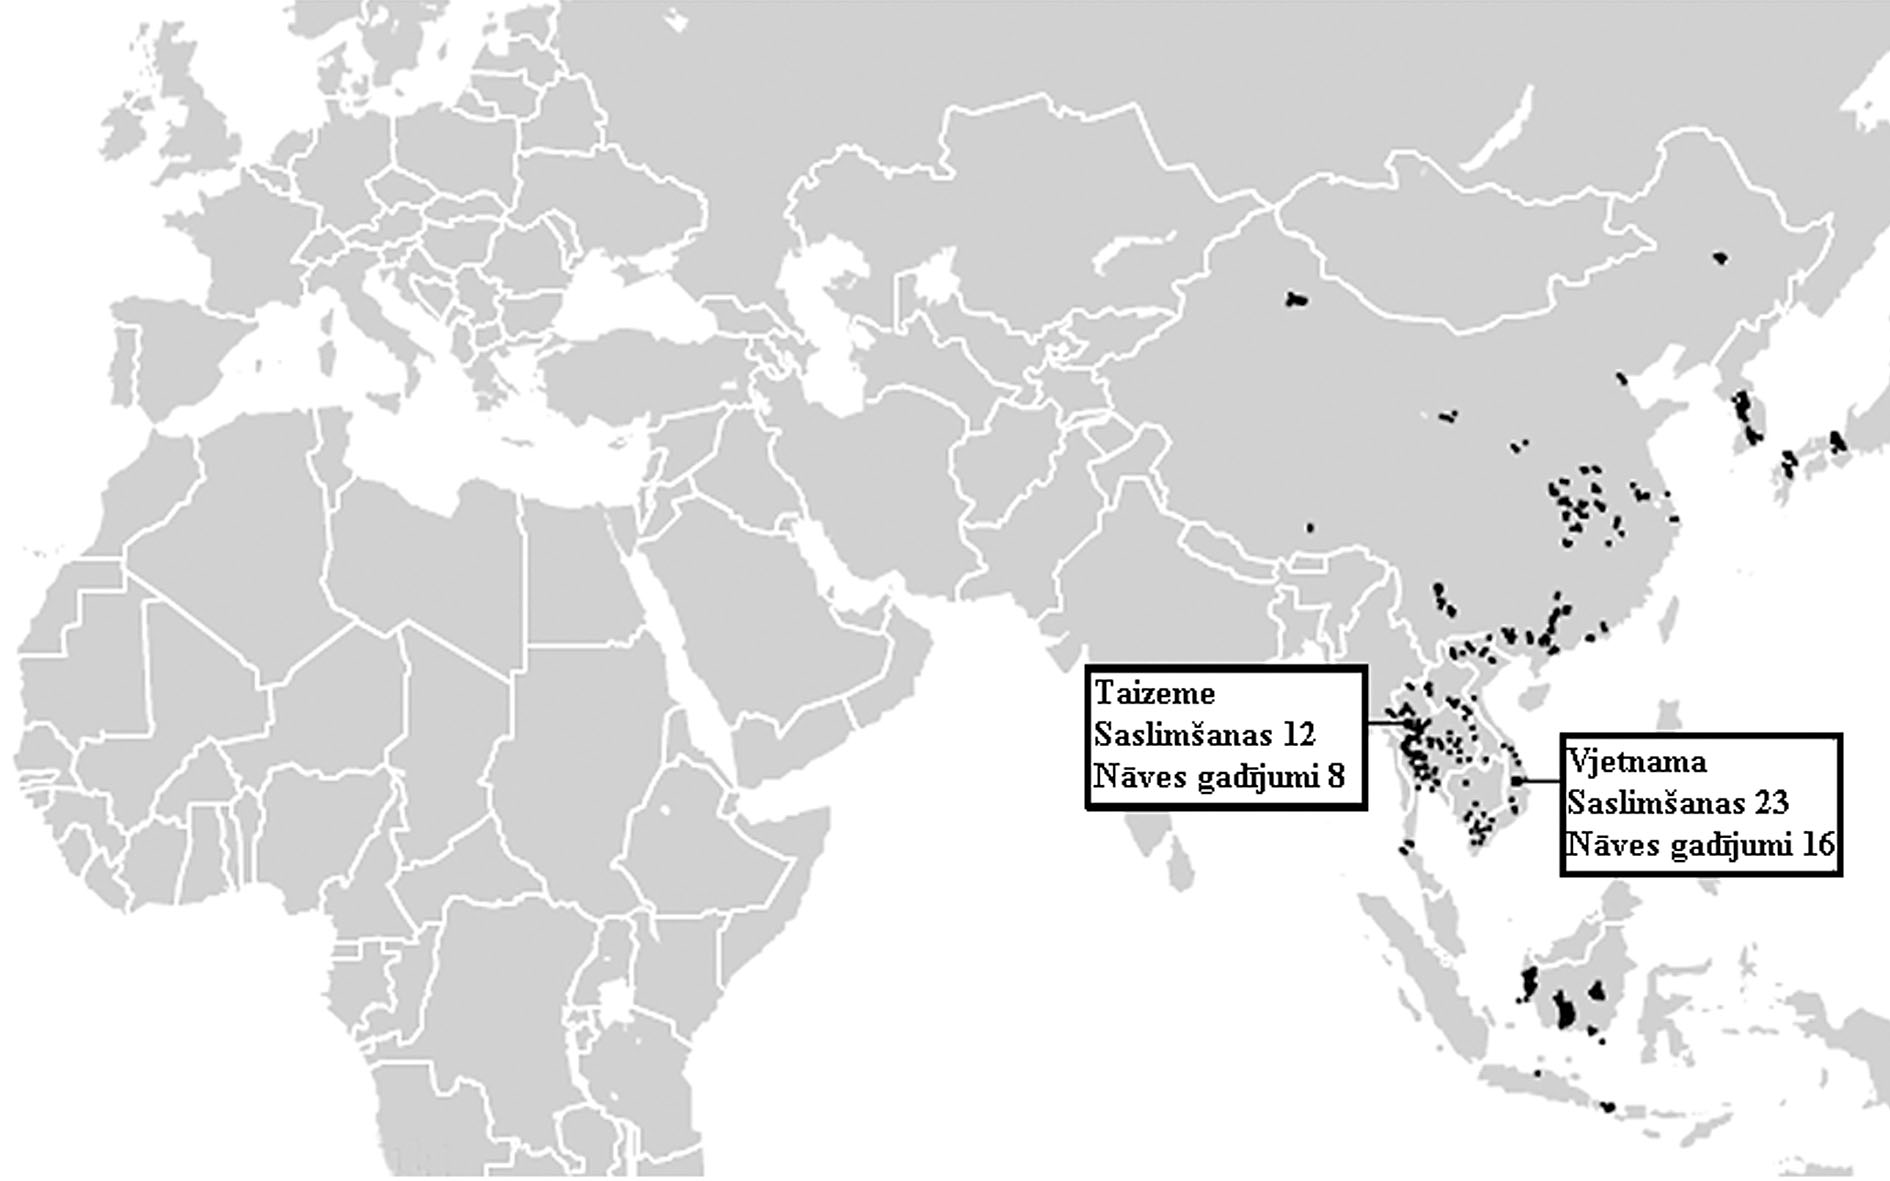 Taizeme
Saslimšanas 12
Nāves gadījumi 8
Vjetnama
Saslimšanas 23
Nāves gadījumi 16